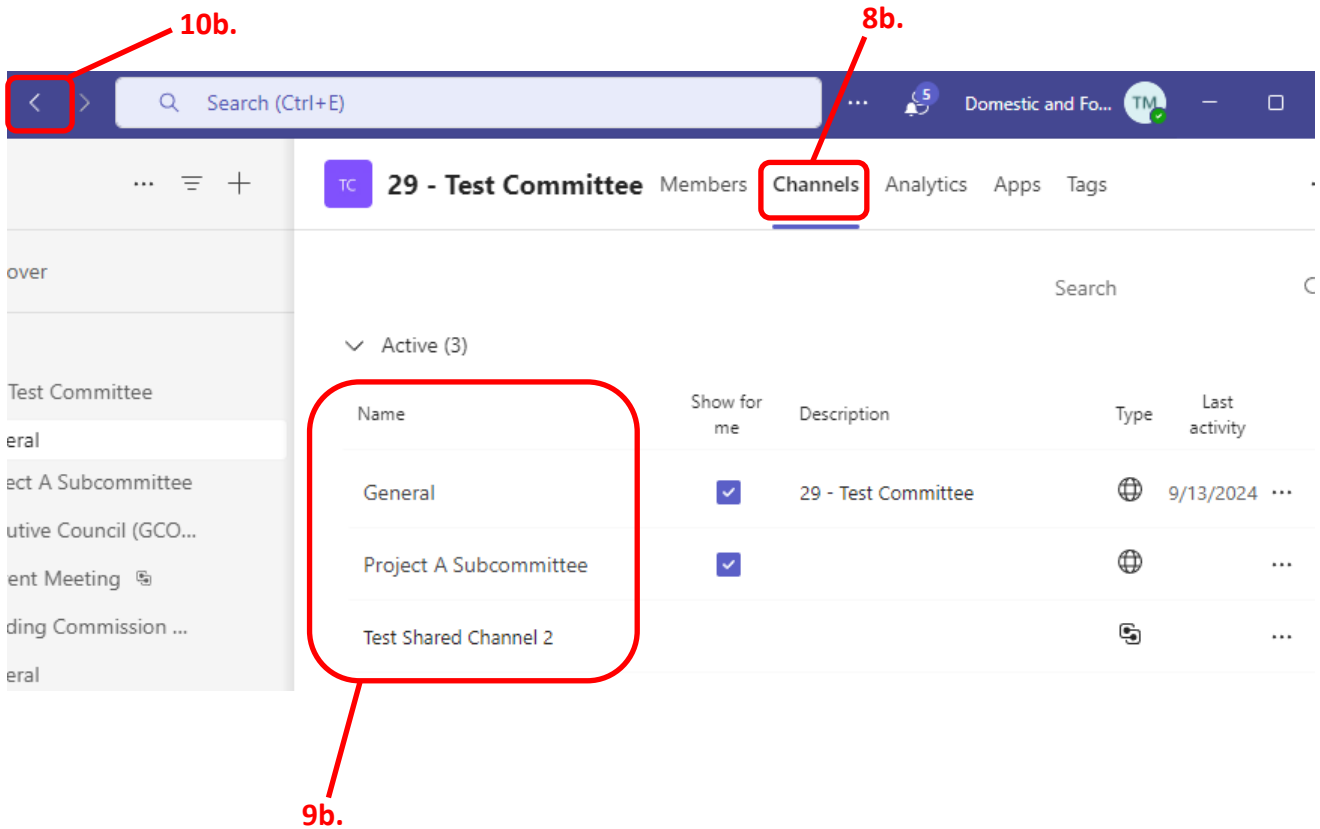 10b.
8b.
Search (Ctrl+E)
... 5 Domestic and Fo... TM
... TC 29 - Test Committee Members Channels Analytics Apps Tags
over
Search
Active (3)
Test Committee
Name Show for me Description Type Last activity
eral
ect A Subcommittee
General 29 - Test Committee 9/13/2024 ...
utive Council (GCO...
Project A Subcommittee ...
ent Meeting
ding Commission ...
Test Shared Channel 2 ...
eral
9b.